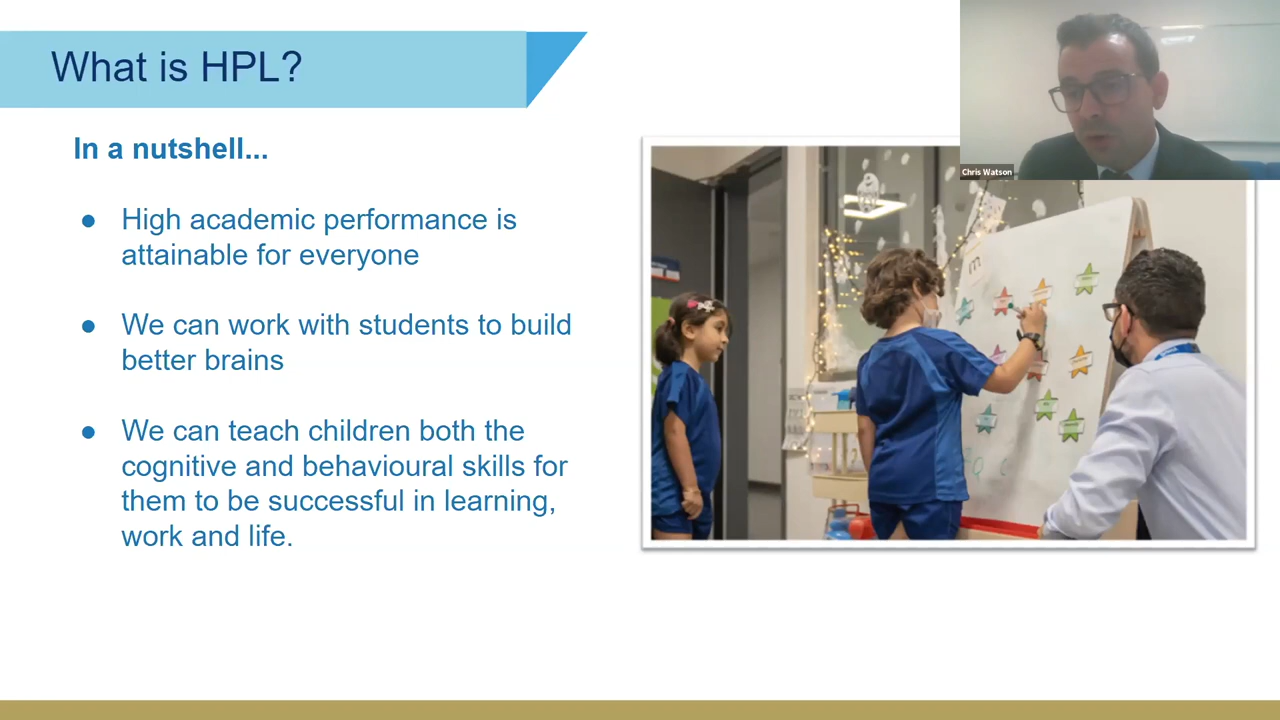 What is HPL?
Chris Watson
In a nutshell...
● High academic performance is
attainable for everyone
● We can work with students to build
better brains
● We can teach children both the
cognitive and behavioural skills for
them to be successful in learning,
work and life.
m